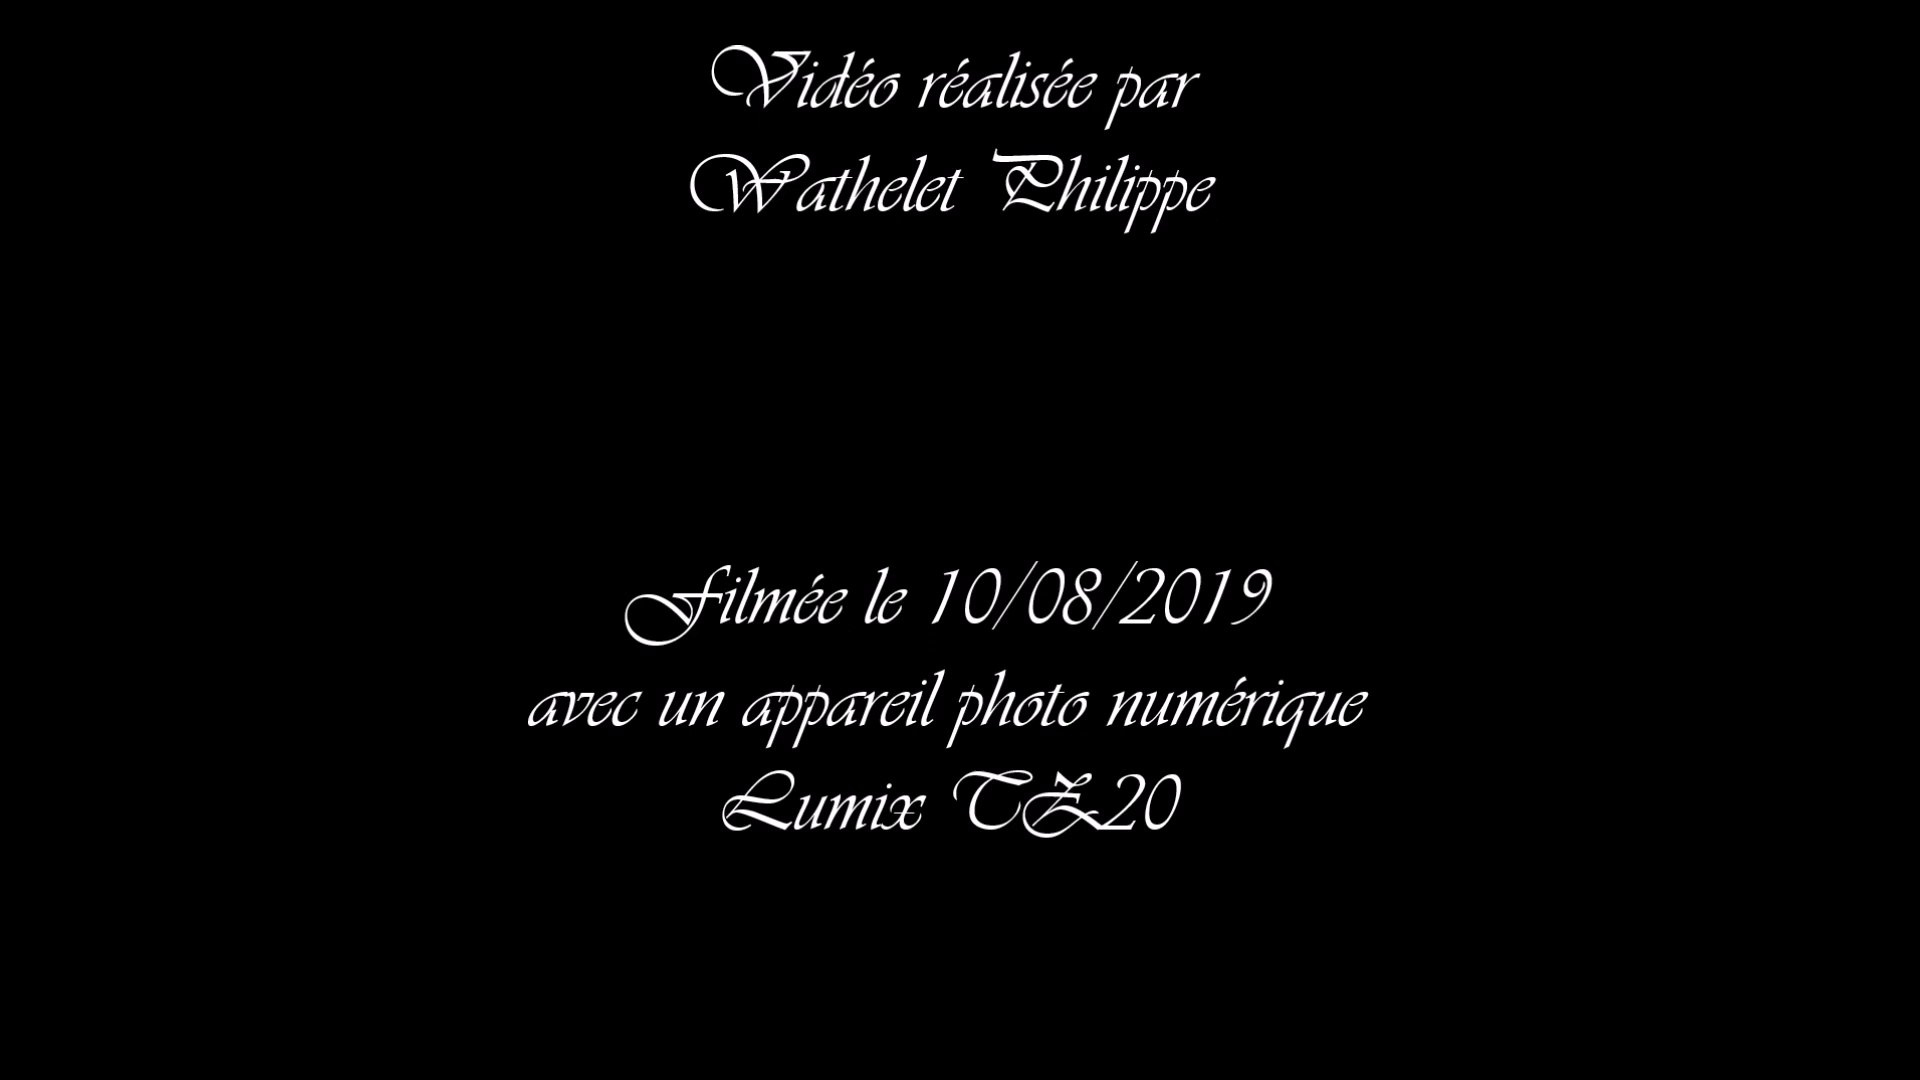 Vidéo réalisée par
Wathelet Philippe
Filmée le 10/08/2019
avec un appareil photo numérique
Lumix TZ20